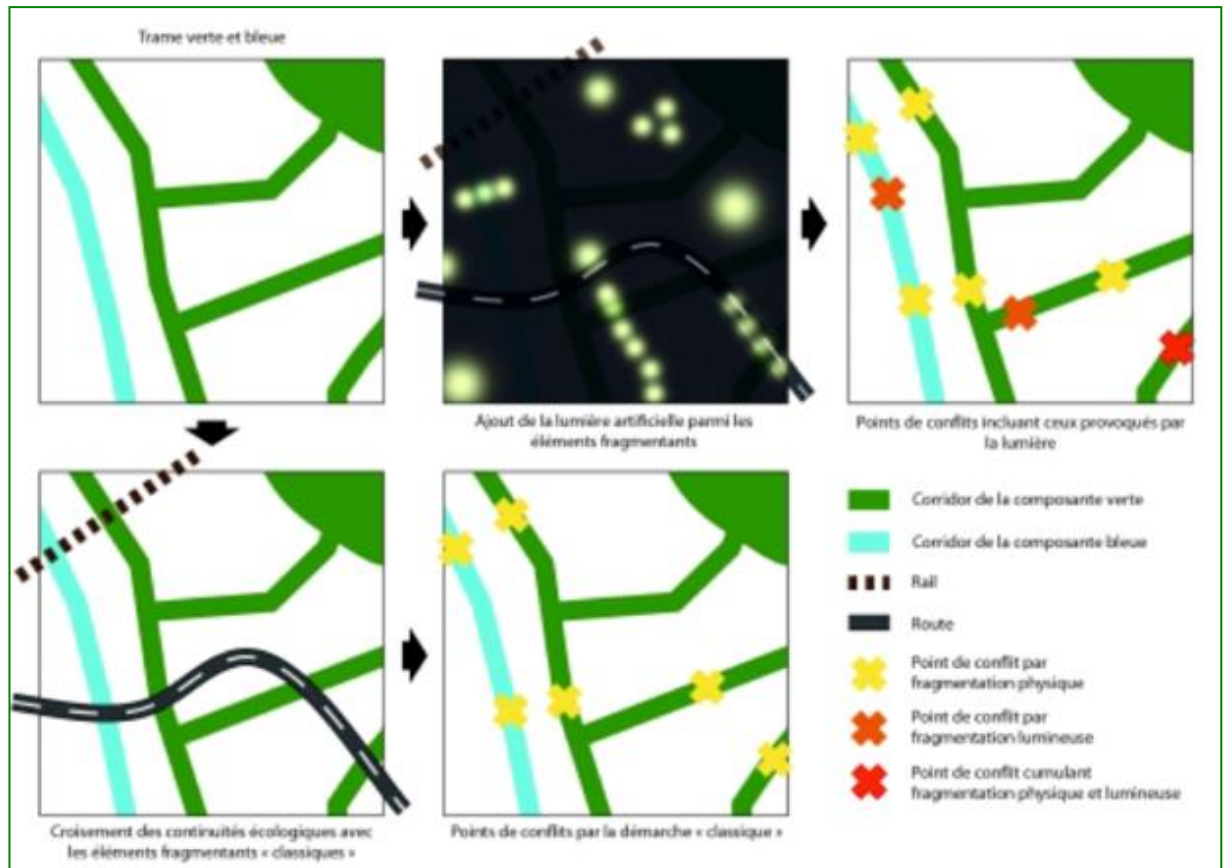 Trame verte et bleue
Ajout de la lumière artificielle parmi les
éléments fragmentants
Points de conflits incluant ceux provoqués par
la lumière
Corridor de la composante verte
Corridor de la composante bleue
Rail
Route
Point de conflit par
fragmentation physique
Point de conflit par
fragmentation lumineuse
Point de conflit cumulant
fragmentation physique et lumineuse
Croisement des continuités écologiques avec
les éléments fragmentants « classiques »
Points de conflits par la démarche « classique »